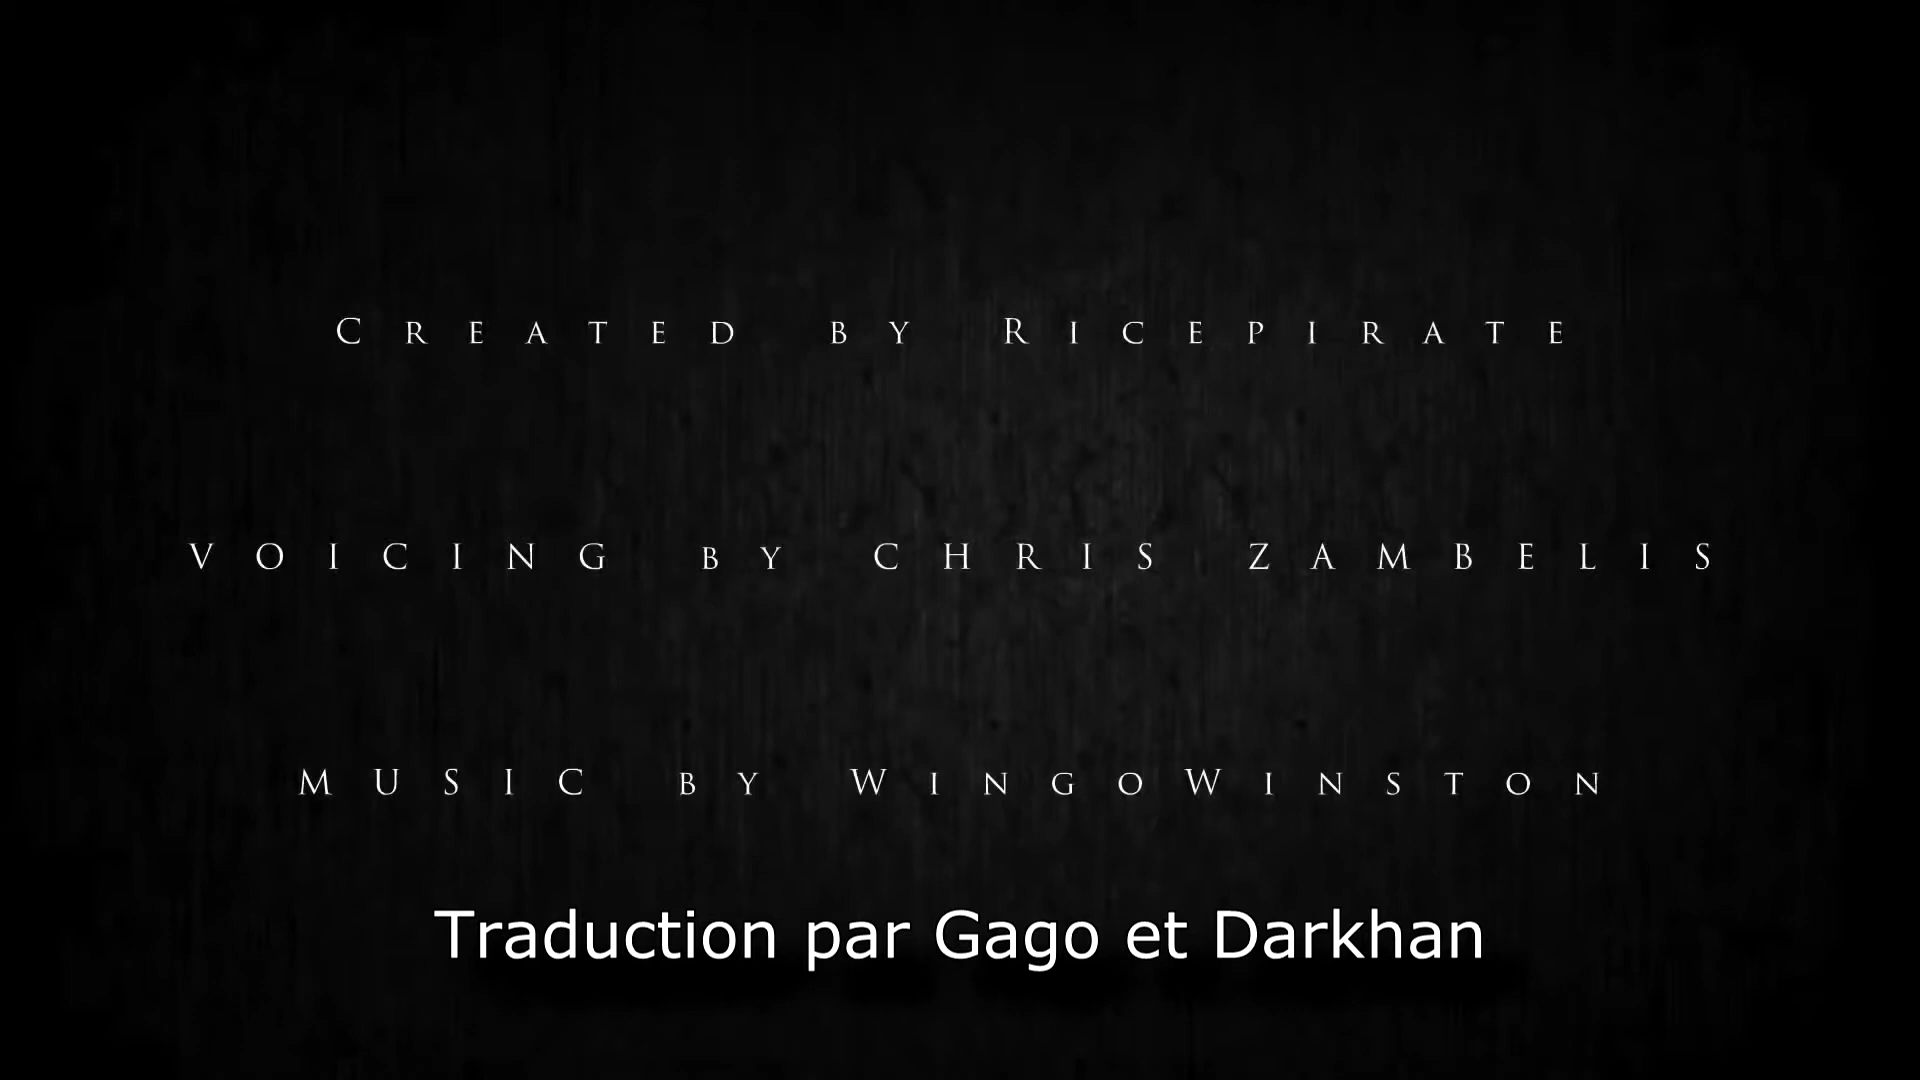 Created by Ricepirate
VOICING BY CHRIS ZAMBELIS
MUSIC BY WingoWinston
Traduction par Gago et Darkhan